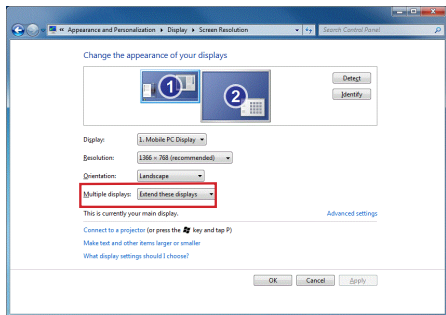 « Appearance and Personalization ▸ Display ▸ Screen Resolution
Search Control Panel
Change the appearance of your displays
1
2
Detect
Identify
Display: 1. Mobile PC Display
Resolution: 1366 × 768 (recommended)
Orientation: Landscape
Multiple displays: Extend these displays
This is currently your main display.
Advanced settings
Connect to a projector (or press the key and tap P)
Make text and other items larger or smaller
What display settings should I choose?
OK
Cancel
Apply